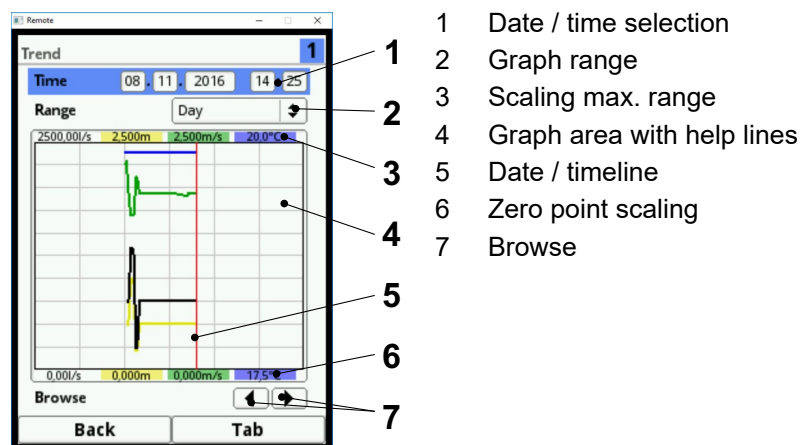 Remote
Trend 1
Time 08 . 11 . 2016 14 25
Range Day
2500,00l/s 2,500m 2,500m/s 20,0°C
0,00l/s 0,000m 0,000m/s 17,5°C
Browse
Back Tab
1
2
3
4
5
6
7
1 Date / time selection
2 Graph range
3 Scaling max. range
4 Graph area with help lines
5 Date / timeline
6 Zero point scaling
7 Browse